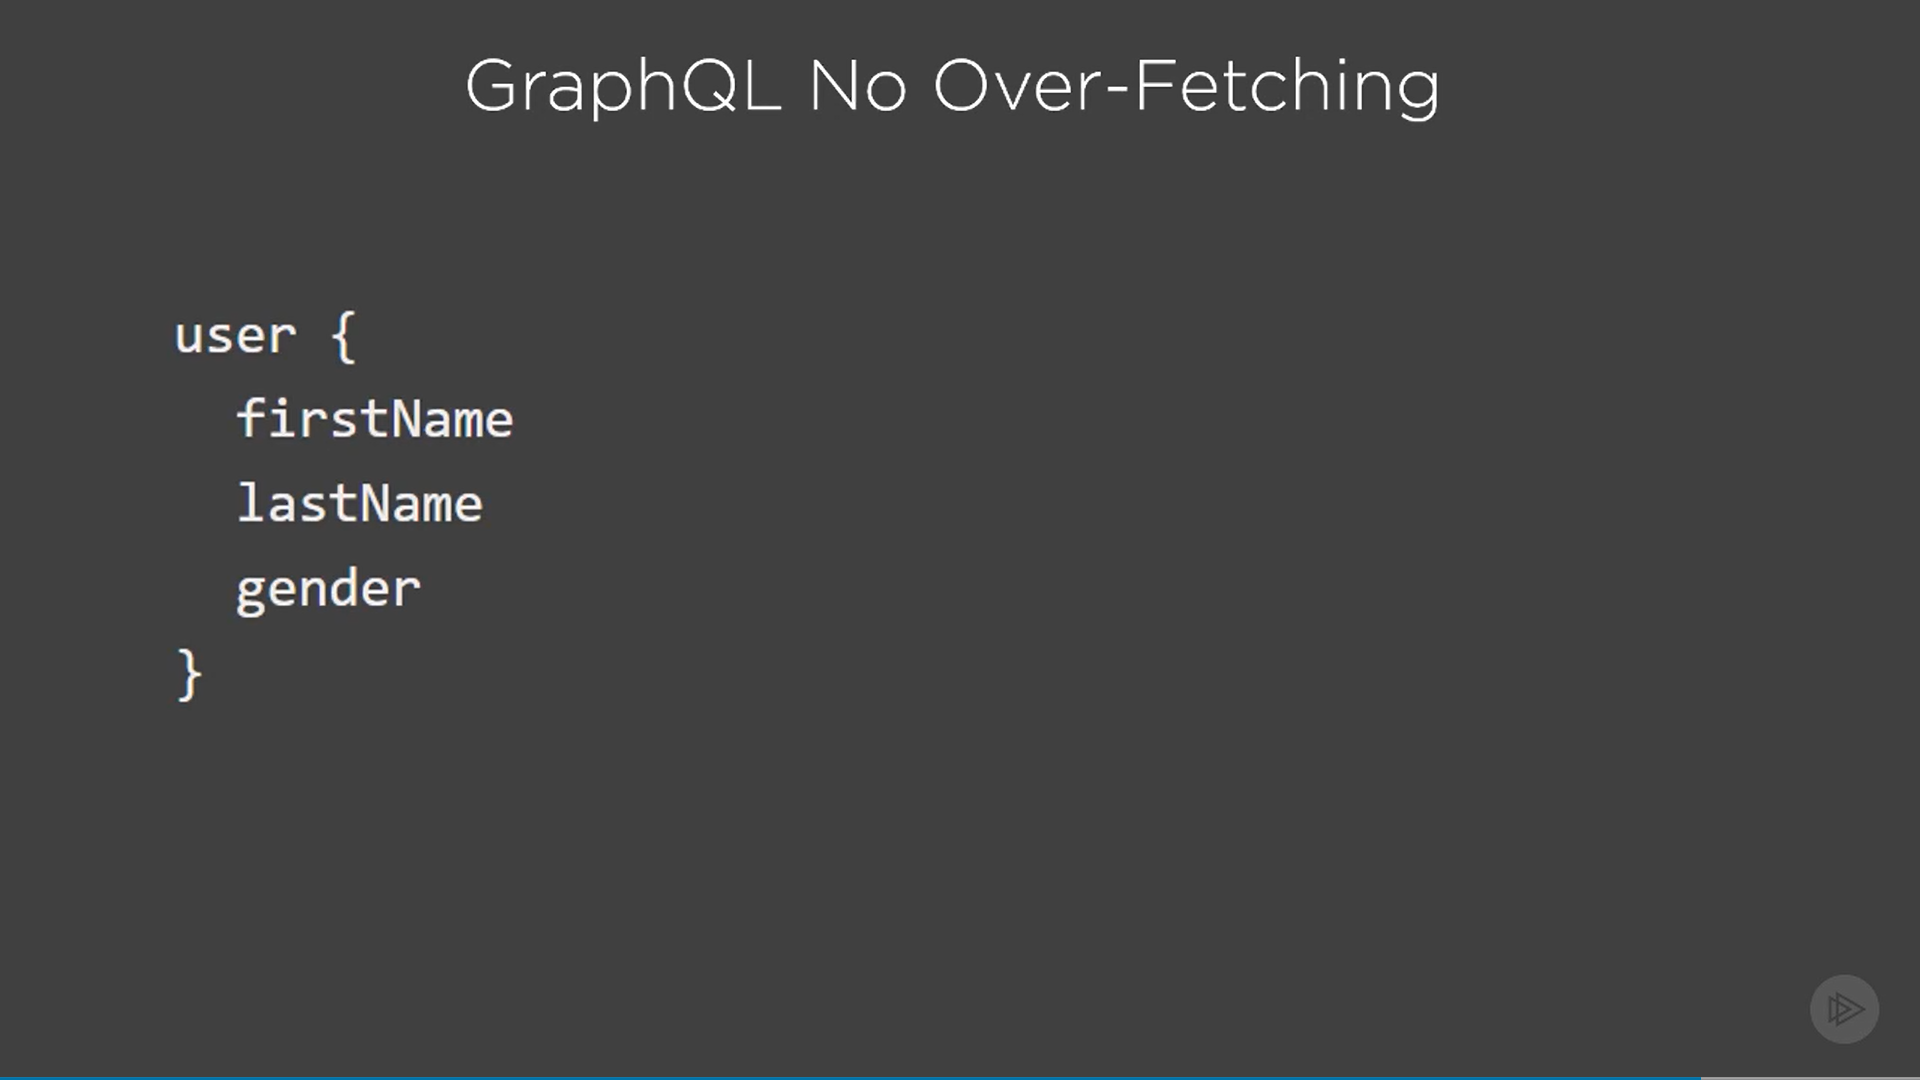 GraphQL No Over-Fetching
user {
firstName
lastName
gender
}